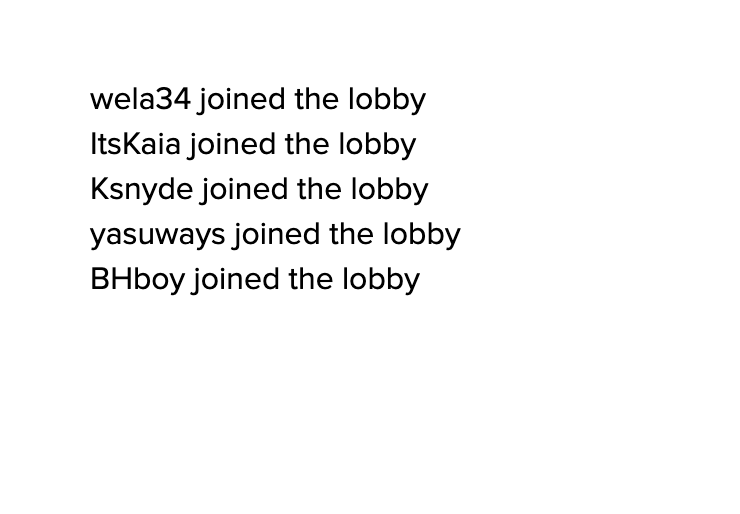 wela34 joined the lobby
ItsKaia joined the lobby
Ksnyde joined the lobby
yasuways joined the lobby
BHboy joined the lobby